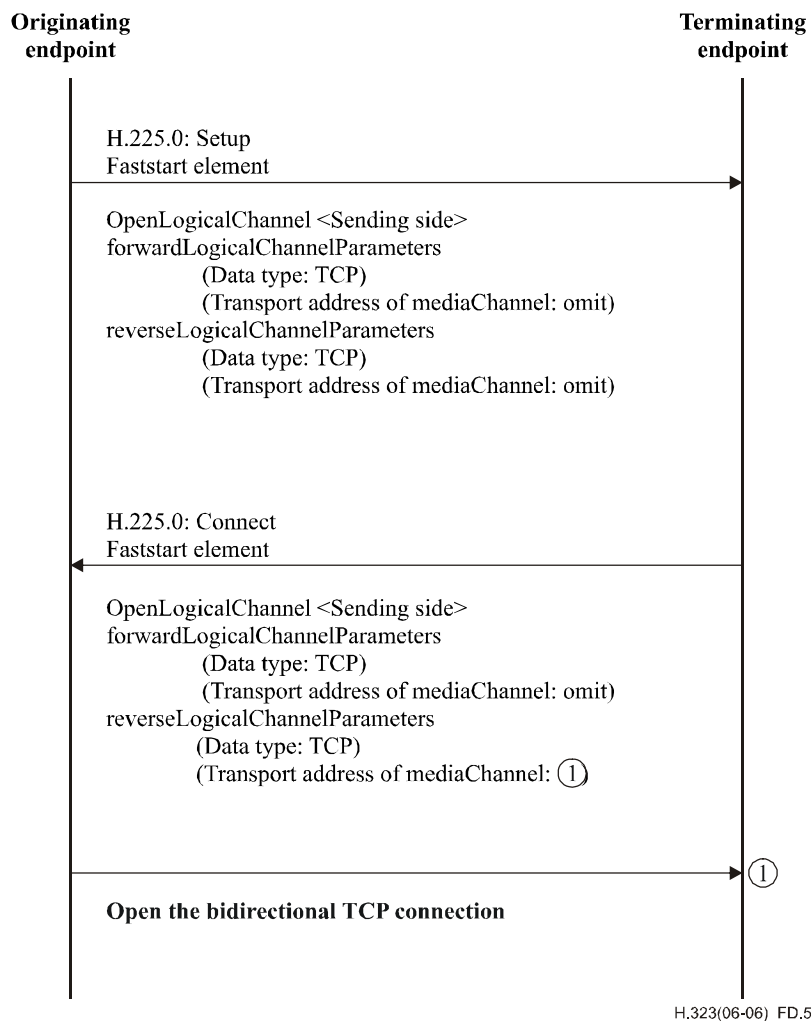 Originating
endpoint
Terminating
endpoint
H.225.0: Setup
Faststart element
OpenLogicalChannel <Sending side>
forwardLogicalChannelParameters
(Data type: TCP)
(Transport address of mediaChannel: omit)
reverseLogicalChannelParameters
(Data type: TCP)
(Transport address of mediaChannel: omit)
H.225.0: Connect
Faststart element
OpenLogicalChannel <Sending side>
forwardLogicalChannelParameters
(Data type: TCP)
(Transport address of mediaChannel: omit)
reverseLogicalChannelParameters
(Data type: TCP)
(Transport address of mediaChannel: ①)
①
Open the bidirectional TCP connection
H.323(06-06) FD.5